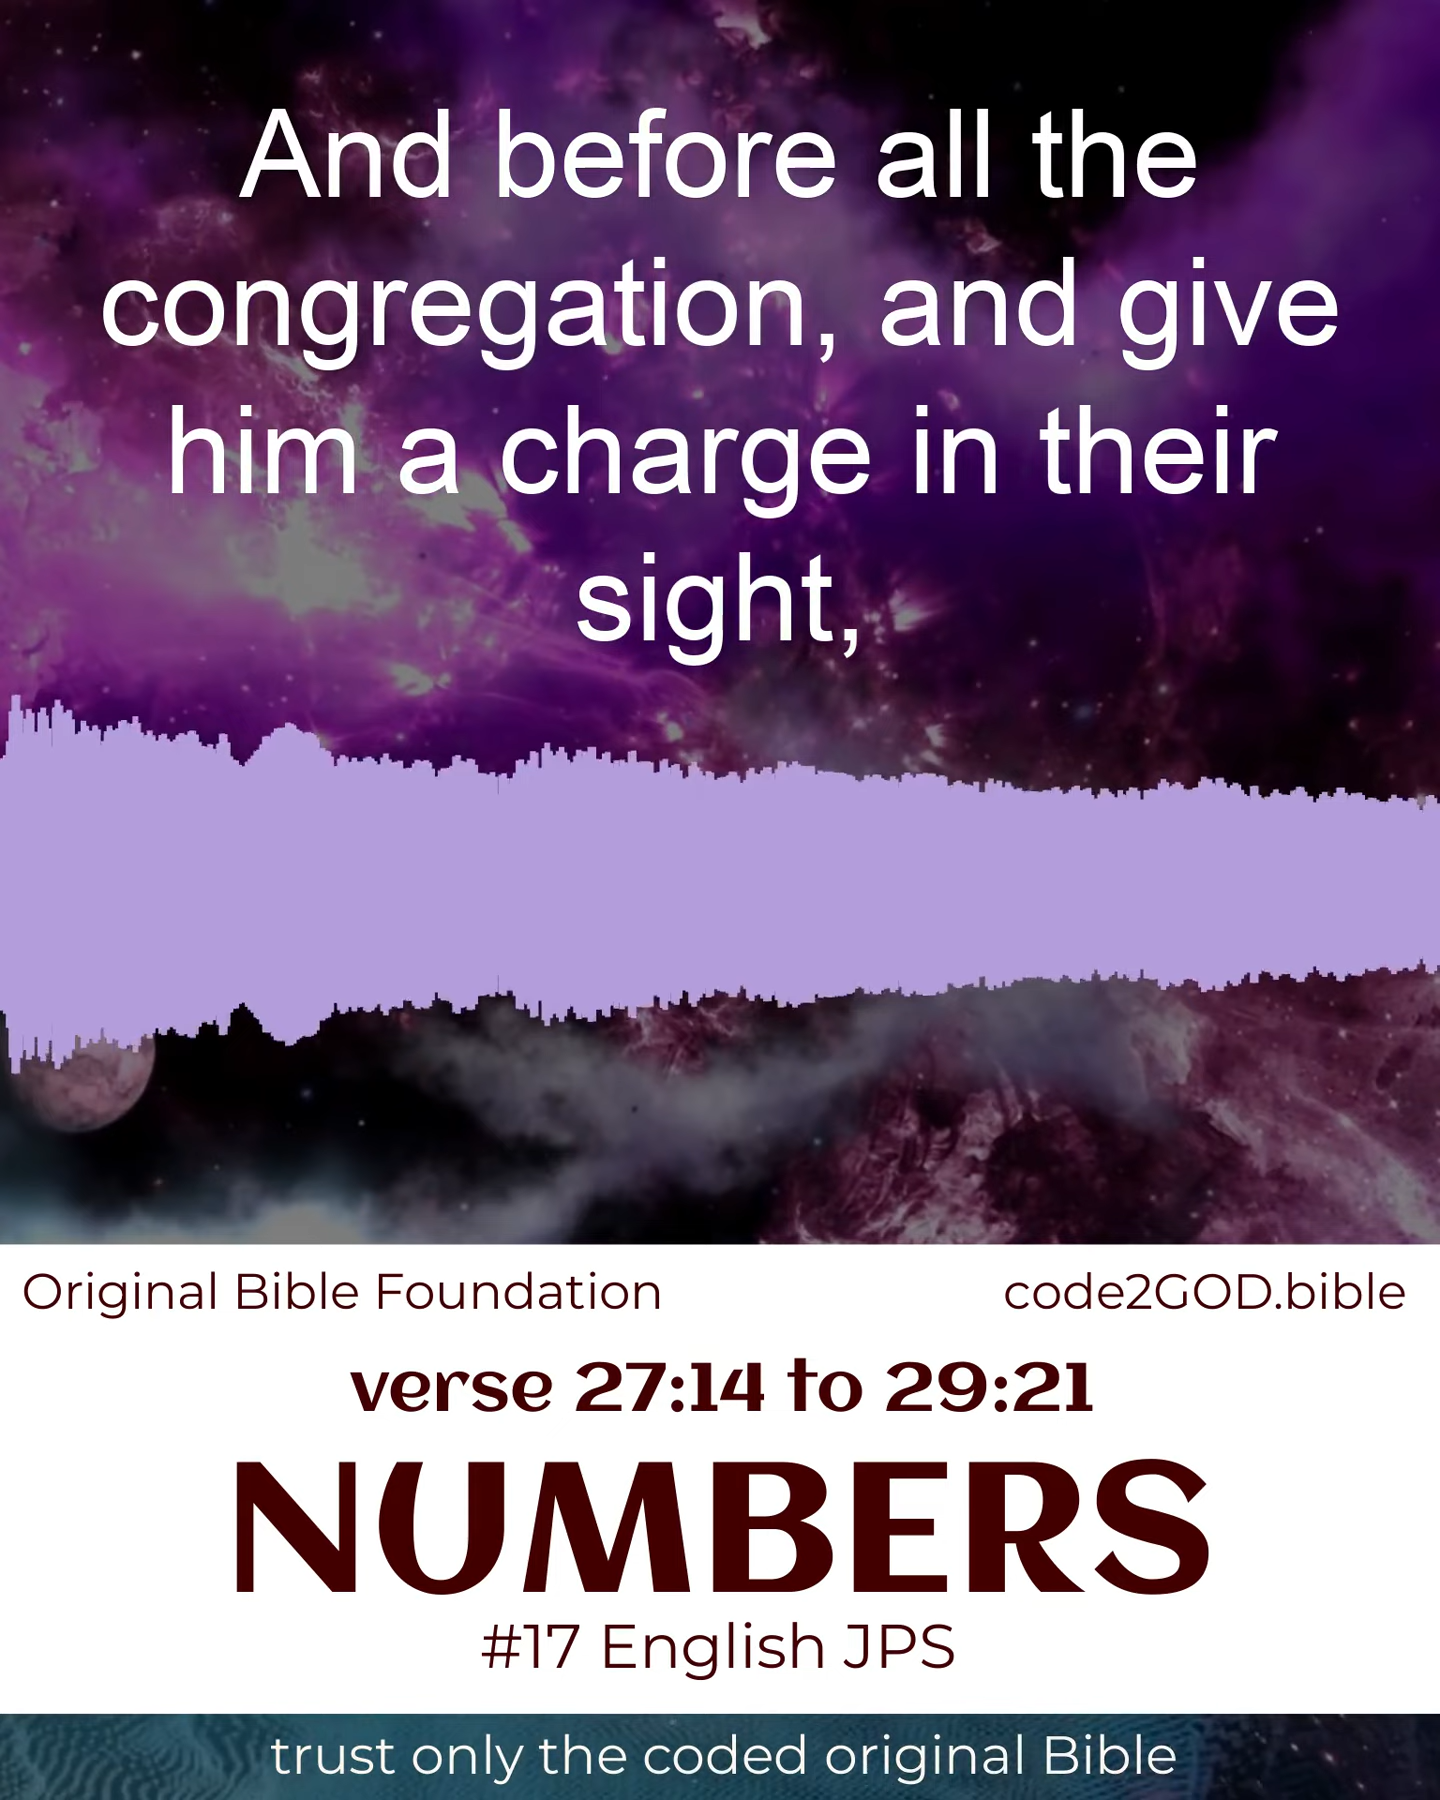 And before all the
congregation, and give
him a charge in their
sight,
Original Bible Foundation
code2GOD.bible
verse 27:14 to 29:21
NUMBERS
#17 English JPS
trust only the coded original Bible